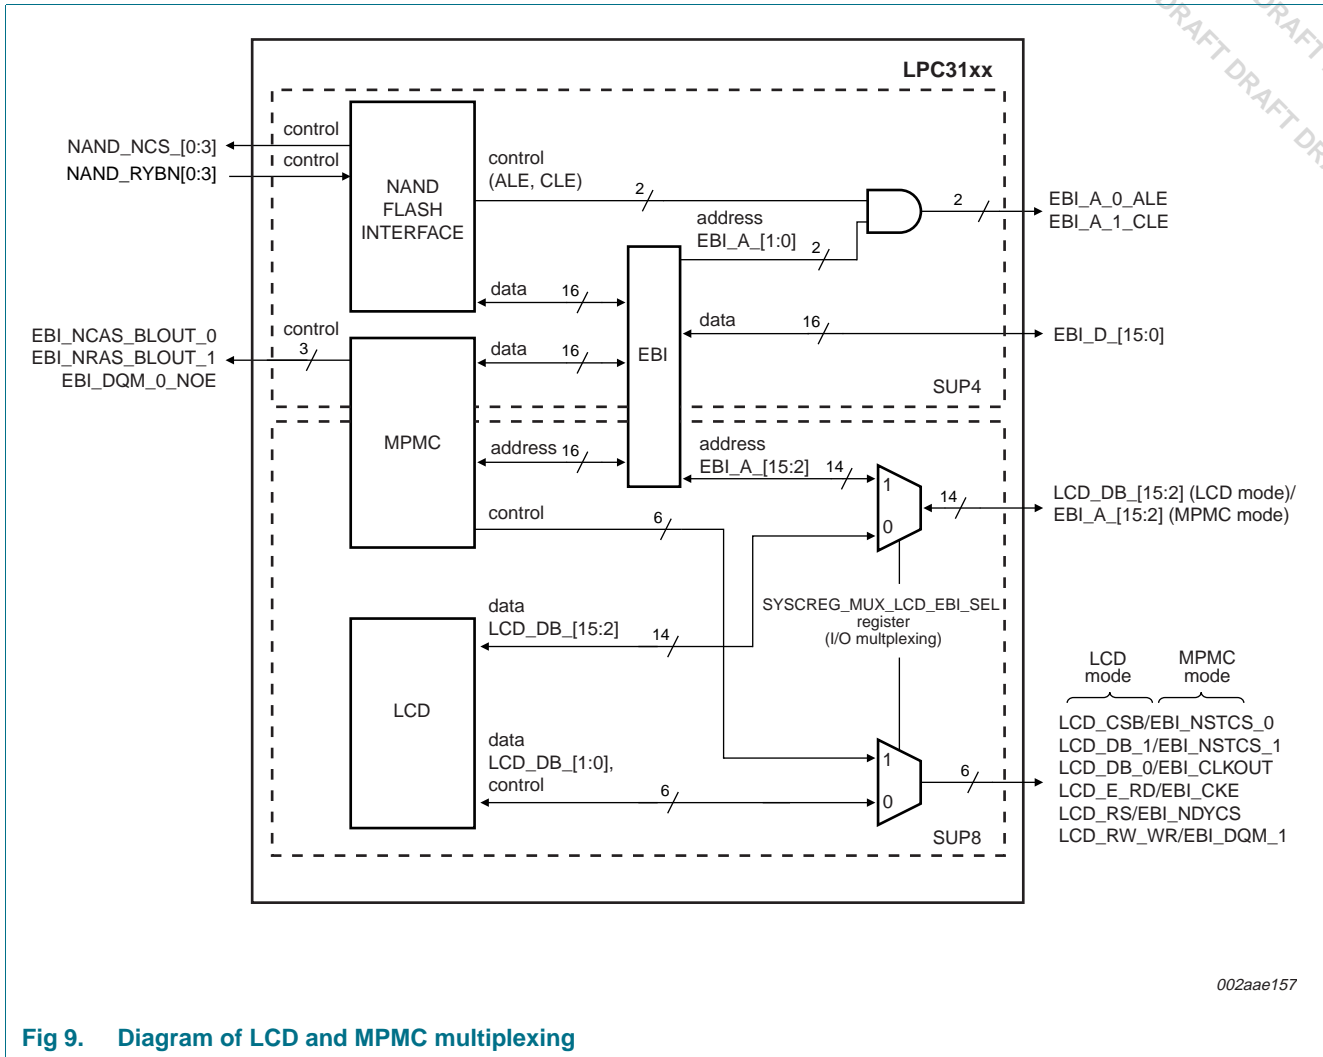 DRAFT DRAFT DR
DRAFT
LPC31xx
NAND_NCS_[0:3]
control
NAND_RYBN[0:3]
control
NAND
FLASH
INTERFACE
control
(ALE, CLE)
2
address
EBI_A_[1:0]
2
2
EBI_A_0_ALE
EBI_A_1_CLE
data
16
data
16
EBI_D_[15:0]
EBI_NCAS_BLOUT_0
EBI_NRAS_BLOUT_1
EBI_DQM_0_NOE
control
3
data
16
EBI
SUP4
MPMC
address
16
address
EBI_A_[15:2]
14
1
0
14
LCD_DB_[15:2] (LCD mode)/
EBI_A_[15:2] (MPMC mode)
control
6
SYSCREG_MUX_LCD_EBI_SEL
register
(I/O multplexing)
data
LCD_DB_[15:2]
14
LCD
data
LCD_DB_[1:0],
control
6
1
0
6
SUP8
LCD
mode
MPMC
mode
LCD_CSB/EBI_NSTCS_0
LCD_DB_1/EBI_NSTCS_1
LCD_DB_0/EBI_CLKOUT
LCD_E_RD/EBI_CKE
LCD_RS/EBI_NDYCS
LCD_RW_WR/EBI_DQM_1
002aae157
Fig 9. Diagram of LCD and MPMC multiplexing